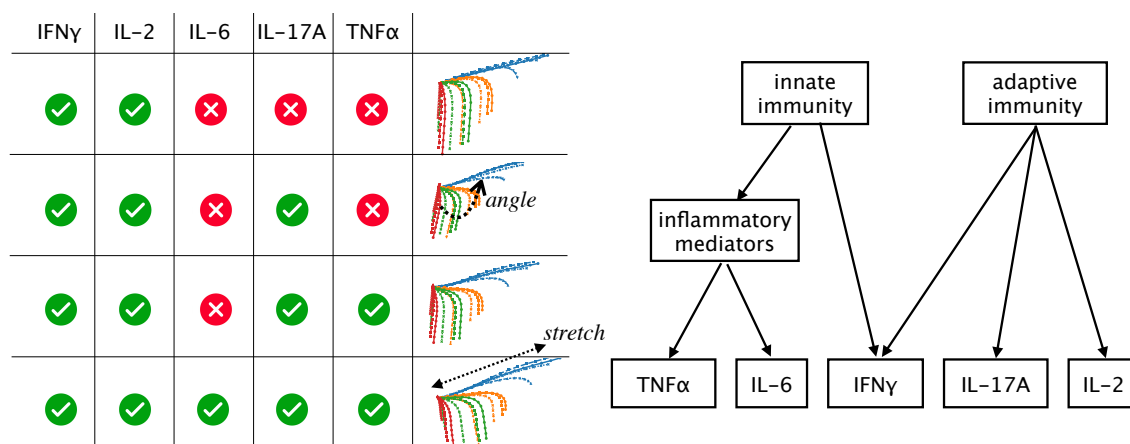 IFNγ IL-2 IL-6 IL-17A TNFα
angle
stretch
innate
immunity
adaptive
immunity
inflammatory
mediators
TNFα IL-6 IFNγ IL-17A IL-2